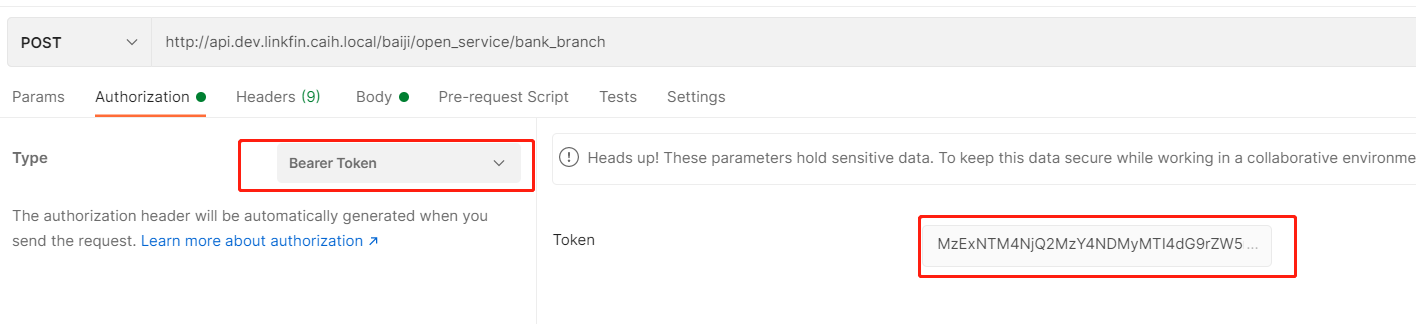 POST http://api.dev.linkfin.caih.local/baiji/open_service/bank_branch
Params Authorization Headers (9) Body Pre-request Script Tests Settings
Type Bearer Token
Heads up! These parameters hold sensitive data. To keep this data secure while working in a collaborative environme
The authorization header will be automatically generated when you
send the request. Learn more about authorization ↗
Token MzExNTM4NjQ2MzY4NDMyMTI4dG9rZW5 ...